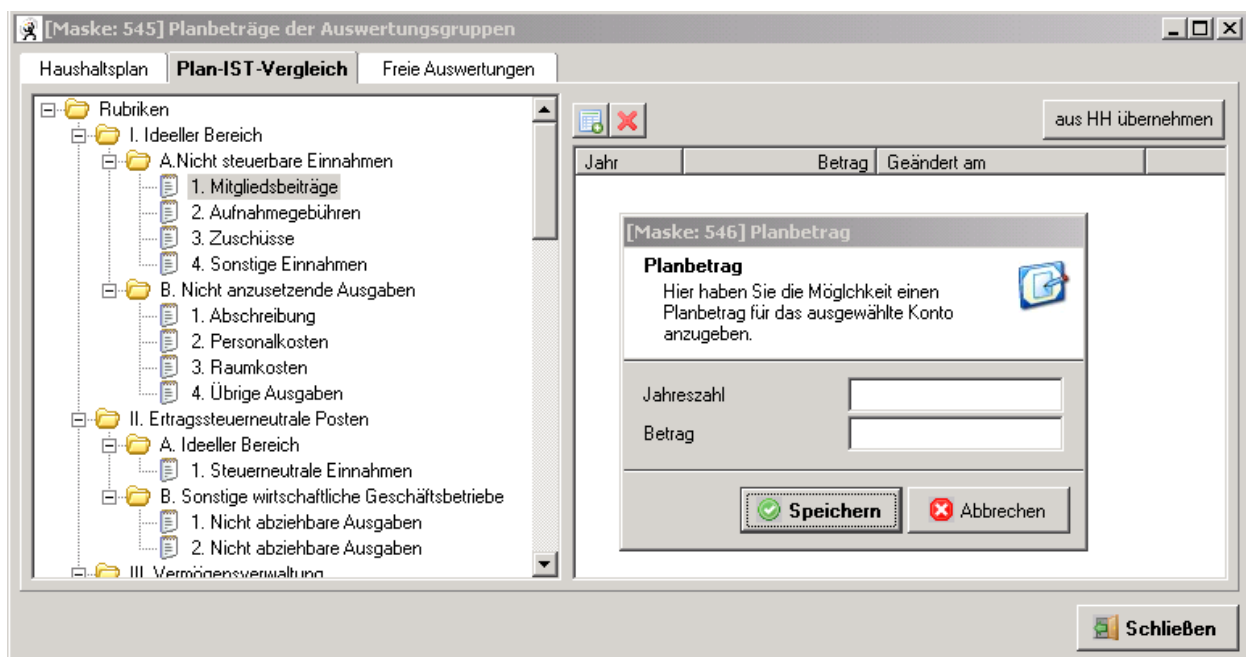 [Maske: 545] Planbeträge der Auswertungsgruppen
Haushaltsplan Plan-IST-Vergleich Freie Auswertungen
Rubriken
I. Ideeller Bereich
A.Nicht steuerbare Einnahmen
1. Mitgliedsbeiträge
2. Aufnahmegebühren
3. Zuschüsse
4. Sonstige Einnahmen
B. Nicht anzusetzende Ausgaben
1. Abschreibung
2. Personalkosten
3. Raumkosten
4. Übrige Ausgaben
II. Ertragssteuerneutrale Posten
A. Ideeller Bereich
1. Steuerneutrale Einnahmen
B. Sonstige wirtschaftliche Geschäftsbetriebe
1. Nicht abziehbare Ausgaben
2. Nicht abziehbare Ausgaben
III. Vermögensverwaltung
aus HH übernehmen
Jahr Betrag Geändert am
[Maske: 546] Planbetrag
Planbetrag
Hier haben Sie die Möglchkeit einen
Planbetrag für das ausgewählte Konto
anzugeben.
Jahreszahl
Betrag
Speichern Abbrechen
Schließen